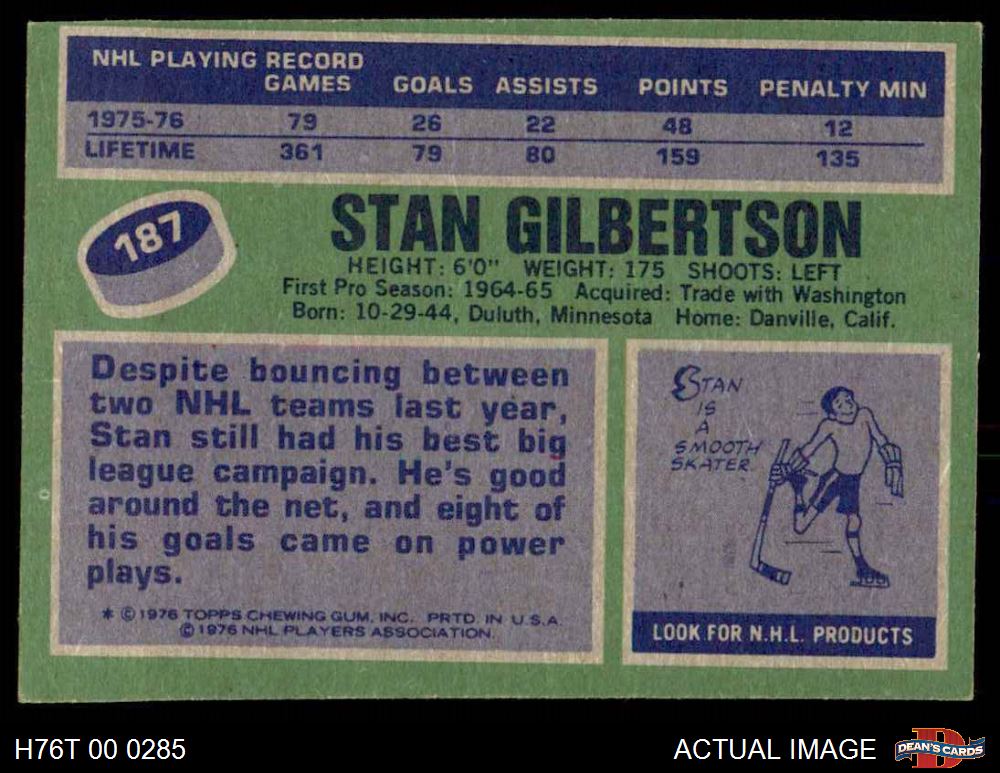 NHL PLAYING RECORD
GAMES GOALS ASSISTS POINTS PENALTY MIN
1975-76 79 26 22 48 12
LIFETIME 361 79 80 159 135
187
STAN GILBERTSON
HEIGHT: 6'0" WEIGHT: 175 SHOOTS: LEFT
First Pro Season: 1964-65 Acquired: Trade with Washington
Born: 10-29-44, Duluth, Minnesota Home: Danville, Calif.
Despite bouncing between
two NHL teams last year,
Stan still had his best big
league campaign. He's good
around the net, and eight of
his goals came on power
plays.
* © 1976 TOPPS CHEWING GUM, INC. PRTD. IN U.S.A.
© 1976 NHL PLAYERS ASSOCIATION.
STAN
IS
A
SMOOTH
SKATER.
LOOK FOR N.H.L. PRODUCTS
H76T 00 0285
ACTUAL IMAGE
D
DEAN'S CARDS